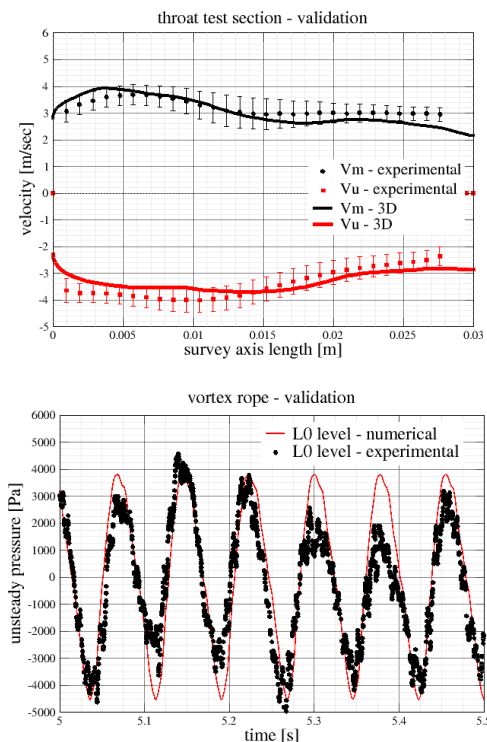 throat test section - validation
6
5
4
3
2
1
0
-1
-2
-3
-4
-5
velocity [m/sec]
Vm - experimental
Vu - experimental
Vm - 3D
Vu - 3D
0 0.005 0.01 0.015 0.02 0.025 0.03
survey axis length [m]
vortex rope - validation
6000
5000
4000
3000
2000
1000
0
-1000
-2000
-3000
-4000
-5000
unsteady pressure [Pa]
L0 level - numerical
L0 level - experimental
5 5.1 5.2 5.3 5.4 5.5
time [s]